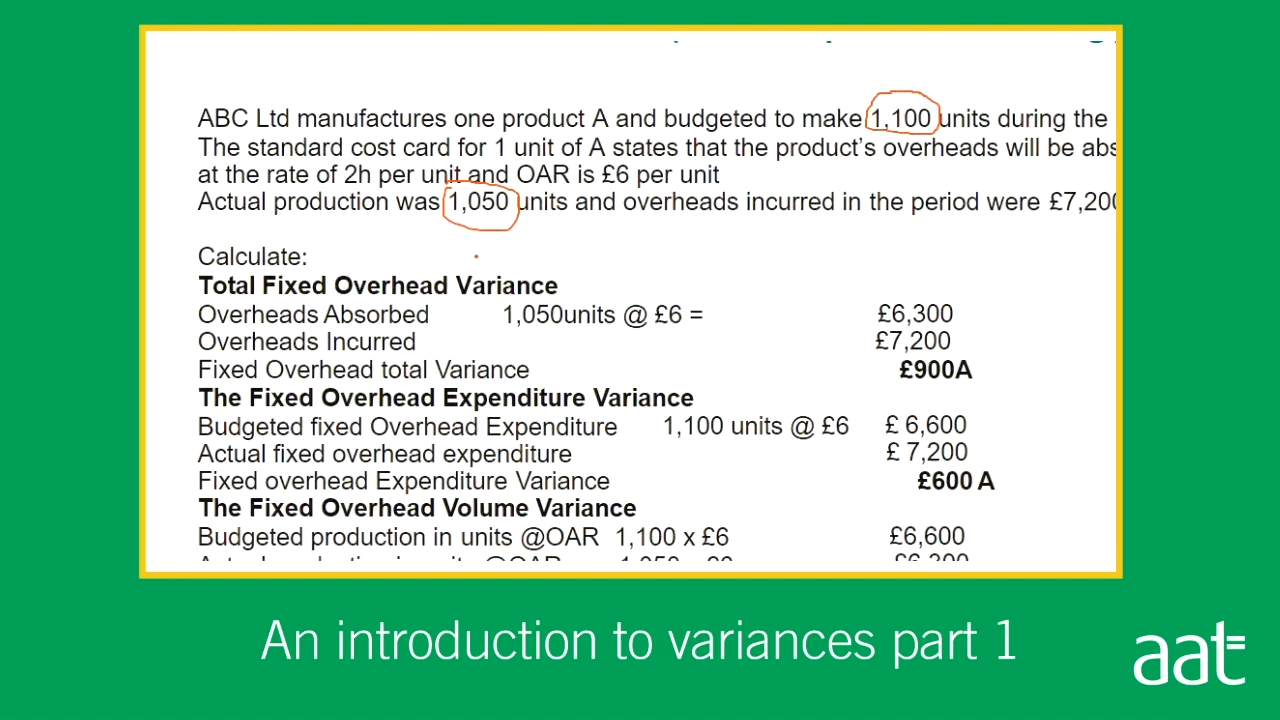 ABC Ltd manufactures one product A and budgeted to make 1,100 units during the
The standard cost card for 1 unit of A states that the product's overheads will be abs
at the rate of 2h per unit and OAR is £6 per unit
Actual production was 1,050 units and overheads incurred in the period were £7,200
Calculate:
Total Fixed Overhead Variance
Overheads Absorbed 1,050units @ £6 = £6,300
Overheads Incurred £7,200
Fixed Overhead total Variance £900A
The Fixed Overhead Expenditure Variance
Budgeted fixed Overhead Expenditure 1,100 units @ £6 £ 6,600
Actual fixed overhead expenditure £ 7,200
Fixed overhead Expenditure Variance £600 A
The Fixed Overhead Volume Variance
Budgeted production in units @OAR 1,100 x £6 £6,600
An introduction to variances part 1
aat